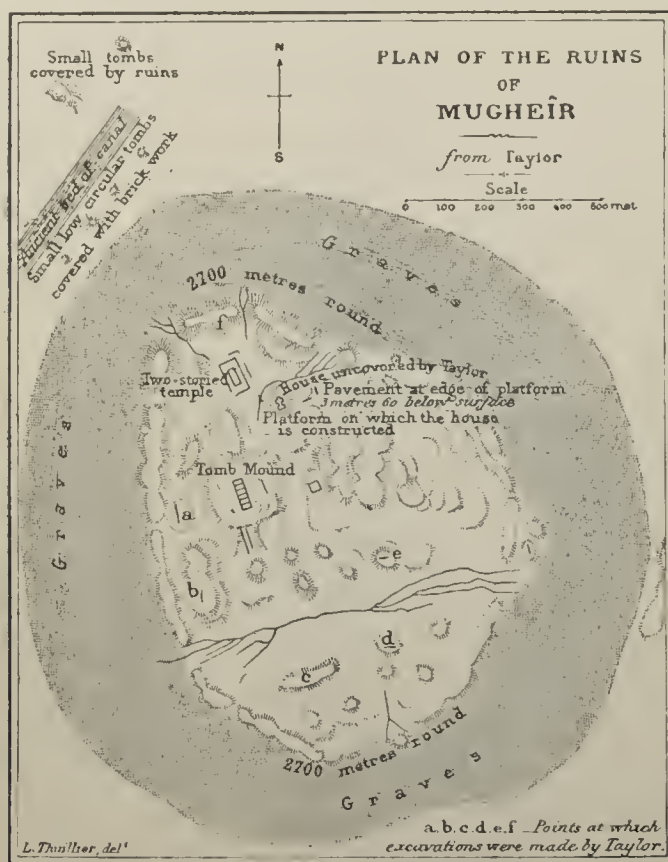 Small tombs
covered by ruins
N
S
PLAN OF THE RUINS
OF
MUGHEÎR
from Taylor
Scale
0 100 200 300 400 500 met.
Ancient bed of canal
Small low circular tombs
covered with brick work
Graves
2700 metres
round
f
Two-storied
temple
House uncovered by Taylor
Pavement at edge of platform
3 metres 60 below surface
Platform on which the house
is constructed
Graves
Tomb Mound
a
e
b
d
c
2700 metres round
Graves
a.b.c.d.e.f _Points at which
excavations were made by Taylor.
L. Thuillier, delt